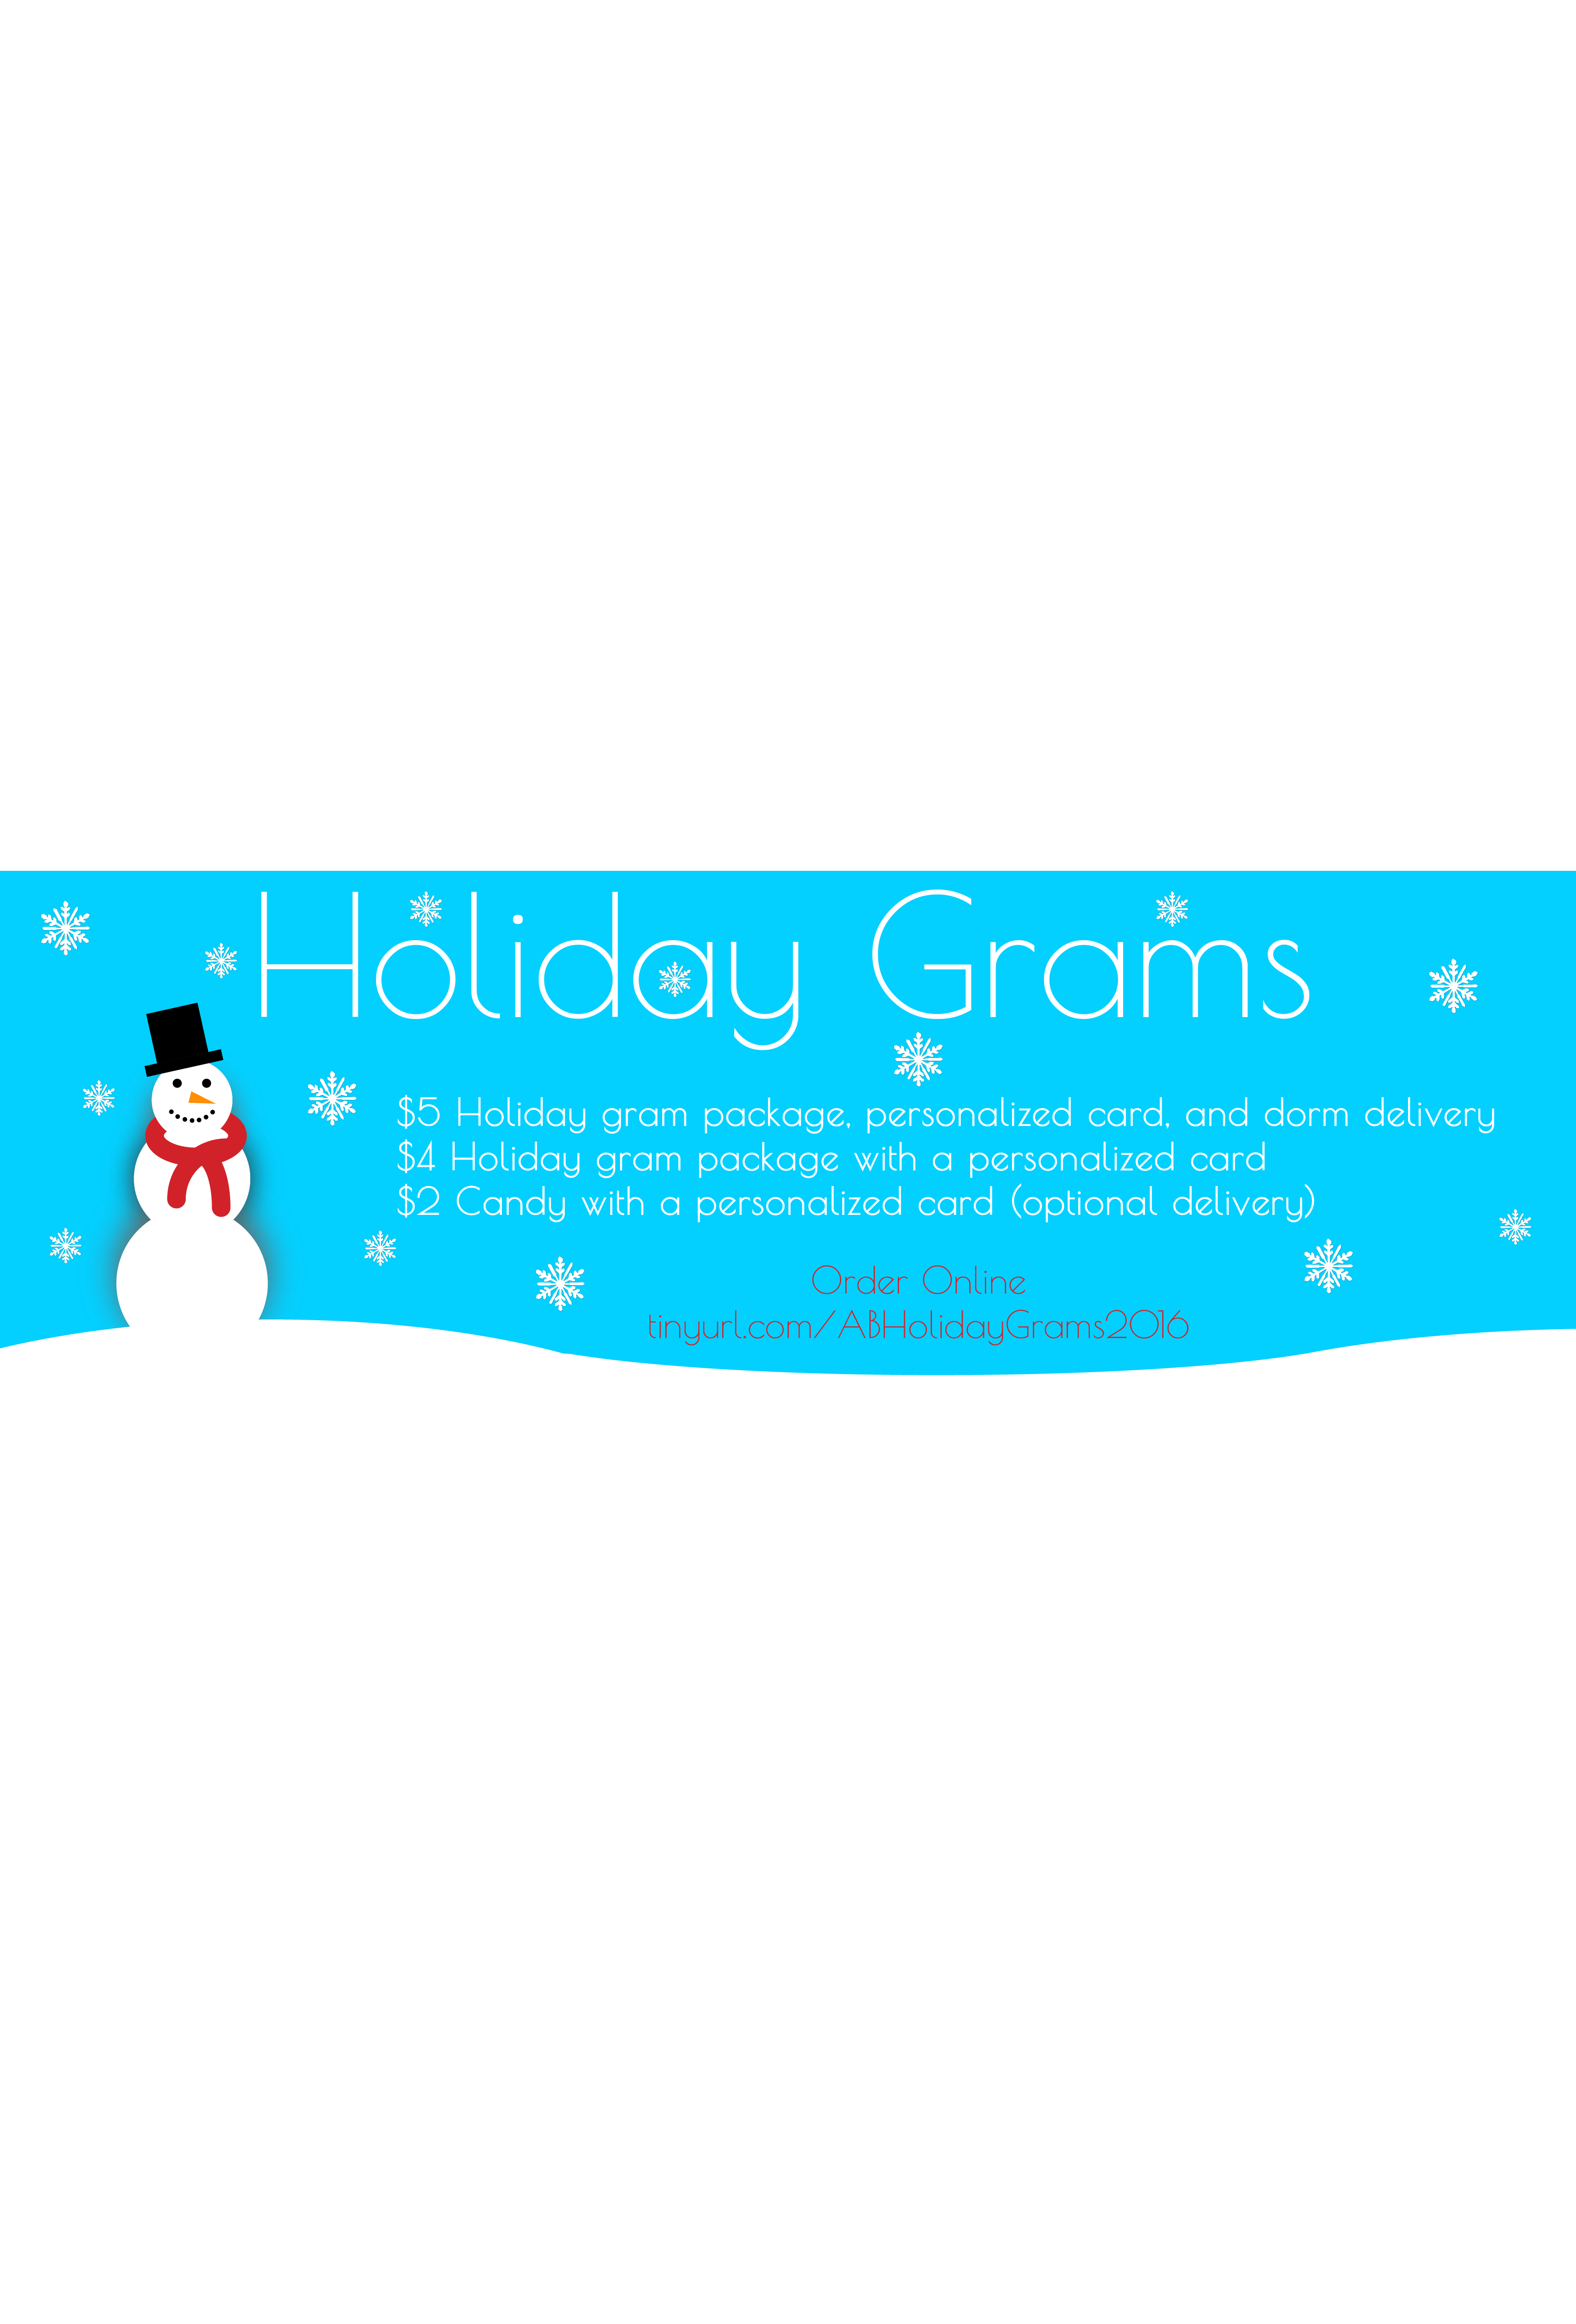 Holiday Grams
$5 Holiday gram package, personalized card, and dorm delivery
$4 Holiday gram package with a personalized card
$2 Candy with a personalized card (optional delivery)
Order Online
tinyurl.com/ABHolidayGrams2016